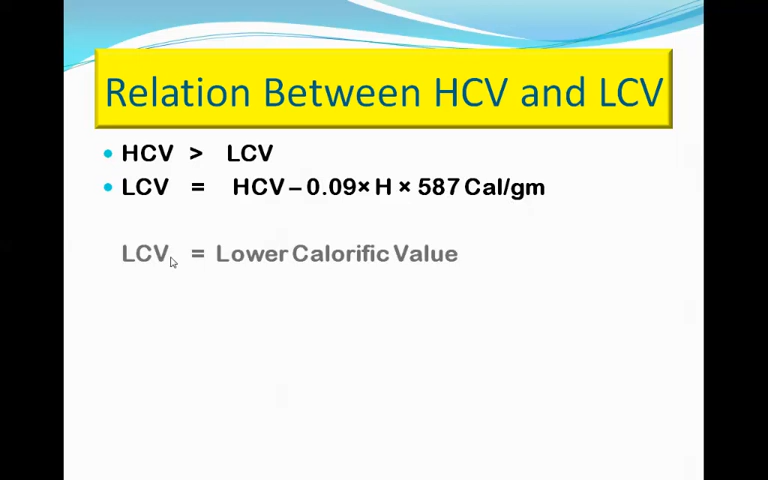 Relation Between HCV and LCV
• HCV > LCV
• LCV = HCV – 0.09× H × 587 Cal/gm
LCV = Lower Calorific Value